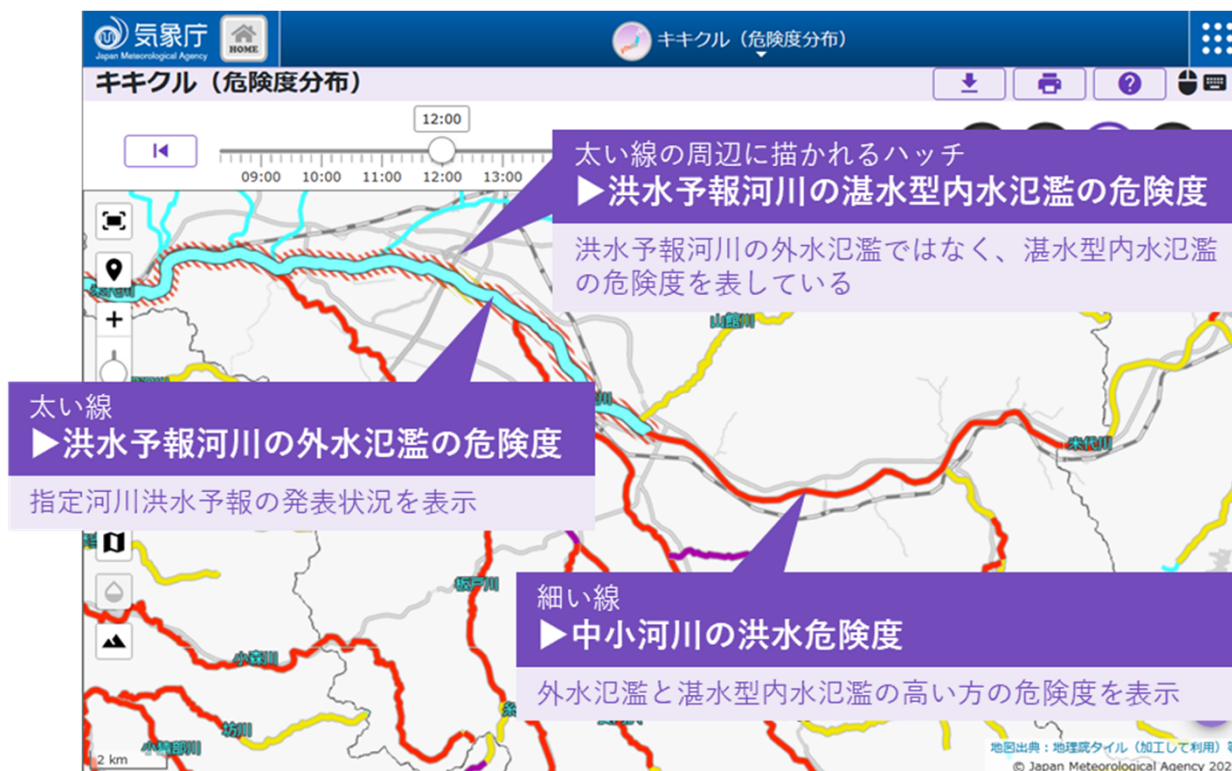 気象庁
Japan Meteorological Agency
HOME
キキクル（危険度分布）
キキクル（危険度分布）
12:00
09:00 10:00 11:00 12:00 13:00
太い線の周辺に描かれるハッチ
▶洪水予報河川の湛水型内水氾濫の危険度
洪水予報河川の外水氾濫ではなく、湛水型内水氾濫
の危険度を表している
山館川
太い線
▶洪水予報河川の外水氾濫の危険度
指定河川洪水予報の発表状況を表示
米代川
板戸川
細い線
▶中小河川の洪水危険度
外水氾濫と湛水型内水氾濫の高い方の危険度を表示
小森川
坊川
2 km
地図出典：地理院タイル（加工して利用）
© Japan Meteorological Agency 202